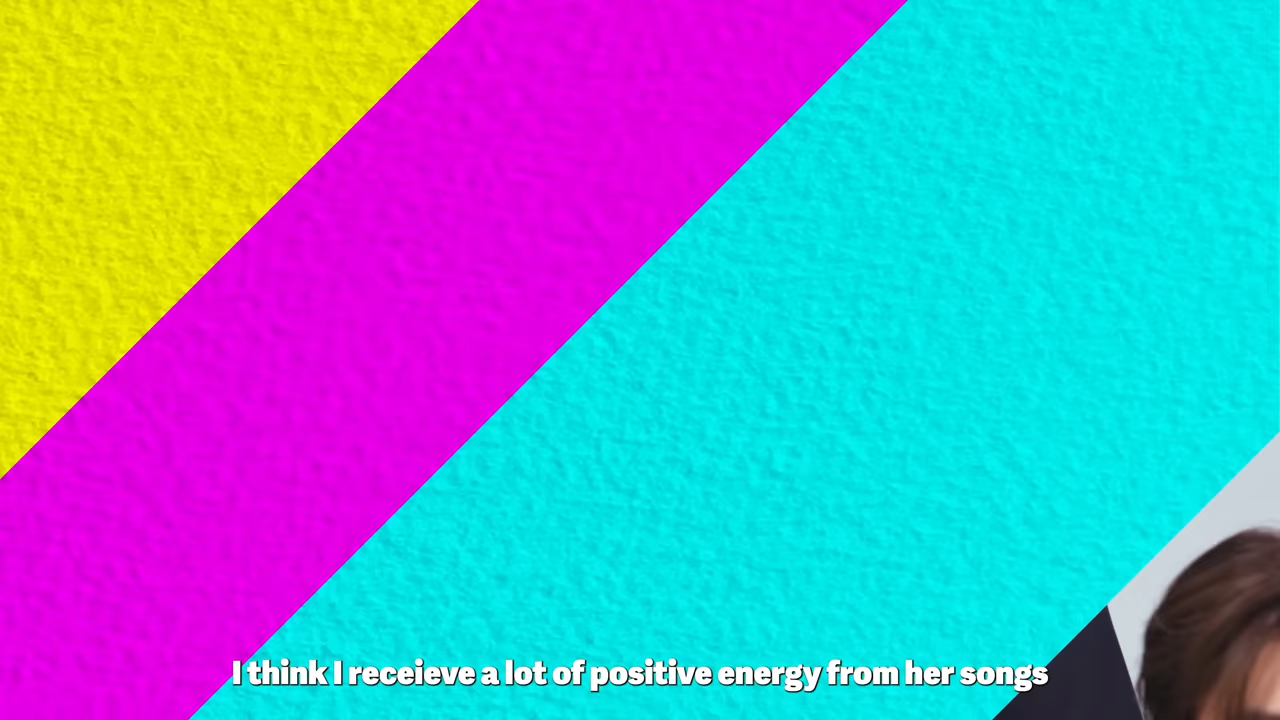 I think I receieve a lot of positive energy from her songs